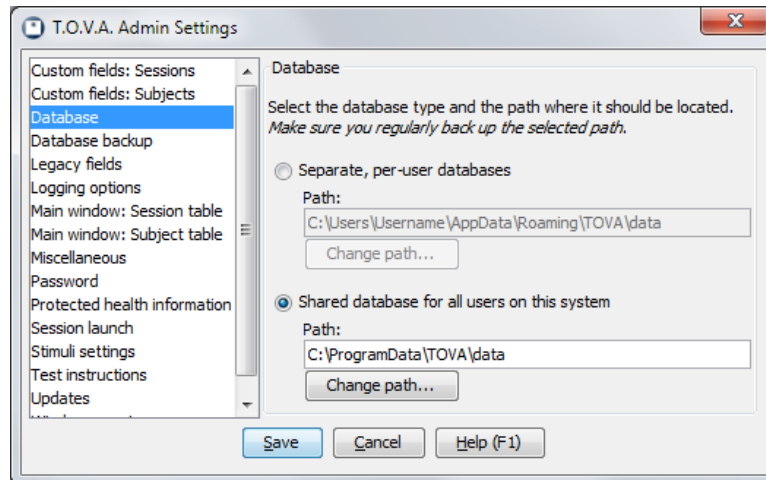 T.O.V.A. Admin Settings
Custom fields: Sessions
Custom fields: Subjects
Database
Database backup
Legacy fields
Logging options
Main window: Session table
Main window: Subject table
Miscellaneous
Password
Protected health information
Session launch
Stimuli settings
Test instructions
Updates
Database
Select the database type and the path where it should be located.
Make sure you regularly back up the selected path.
Separate, per-user databases
Path:
C:\Users\Username\AppData\Roaming\TOVA\data
Change path...
Shared database for all users on this system
Path:
C:\ProgramData\TOVA\data
Change path...
Save
Cancel
Help (F1)